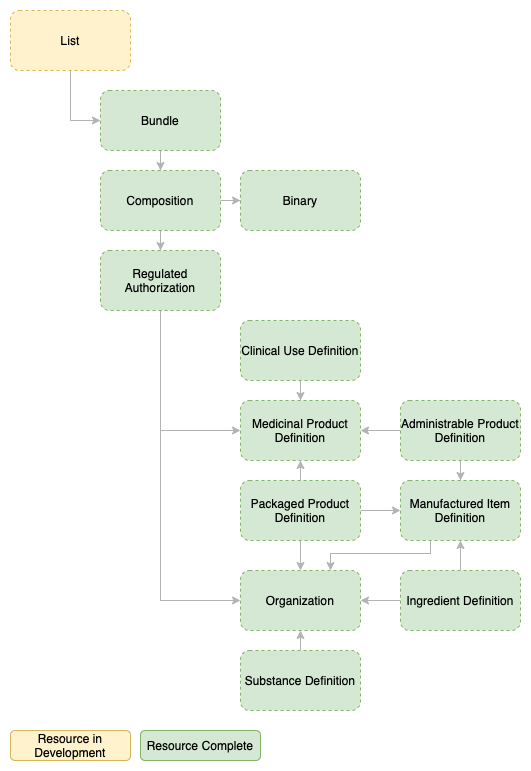 List
Bundle
Composition
Binary
Regulated
Authorization
Clinical Use Definition
Medicinal Product
Definition
Administrable Product
Definition
Packaged Product
Definition
Manufactured Item
Definition
Organization
Ingredient Definition
Substance Definition
Resource in
Development
Resource Complete